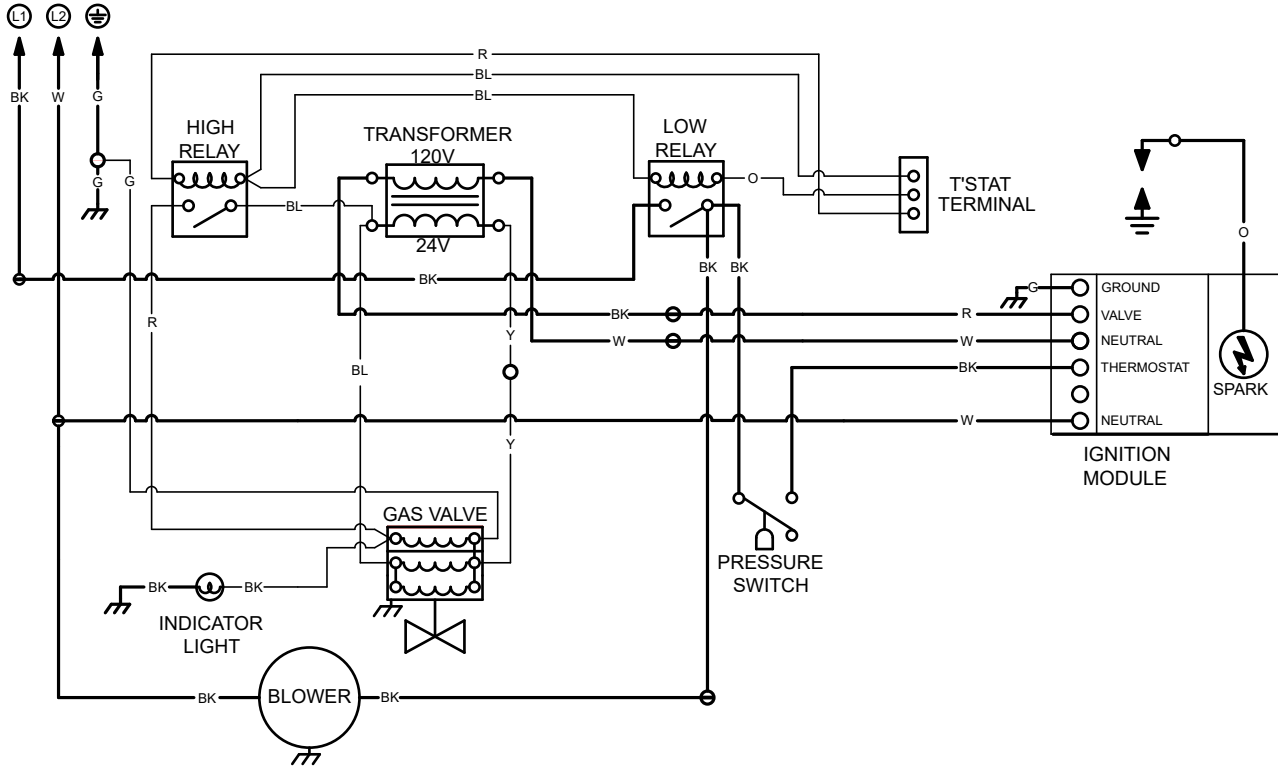 L1
L2
BK
W
G
G
G
R
BL
BL
HIGH
RELAY
TRANSFORMER
120V
24V
LOW
RELAY
BL
O
T'STAT
TERMINAL
BK
BK
BK
O
G
GROUND
BK
R
VALVE
W
W
NEUTRAL
BK
THERMOSTAT
W
NEUTRAL
SPARK
IGNITION
MODULE
R
Y
BL
Y
GAS VALVE
PRESSURE
SWITCH
BK
BK
INDICATOR
LIGHT
BK
BLOWER
BK